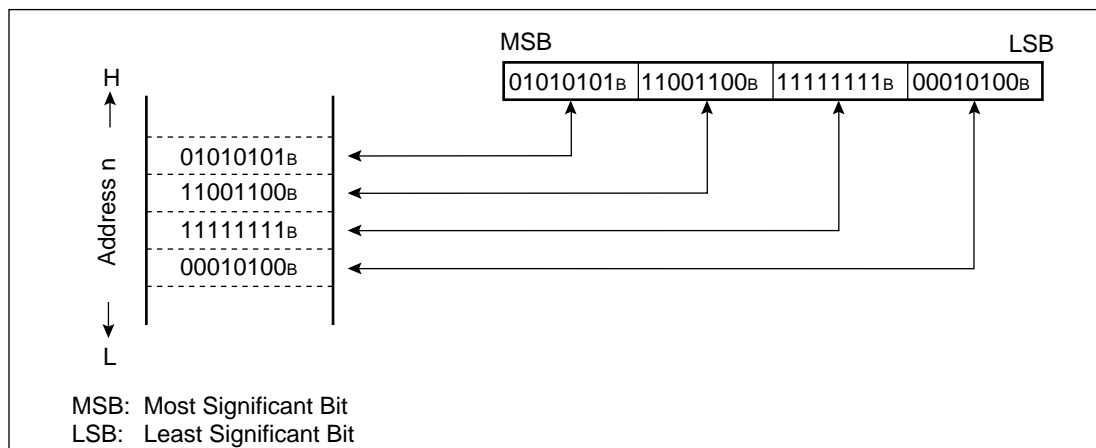 MSB LSB
01010101B 11001100B 11111111B 00010100B
H
Address n
L
01010101B
11001100B
11111111B
00010100B
MSB: Most Significant Bit
LSB: Least Significant Bit